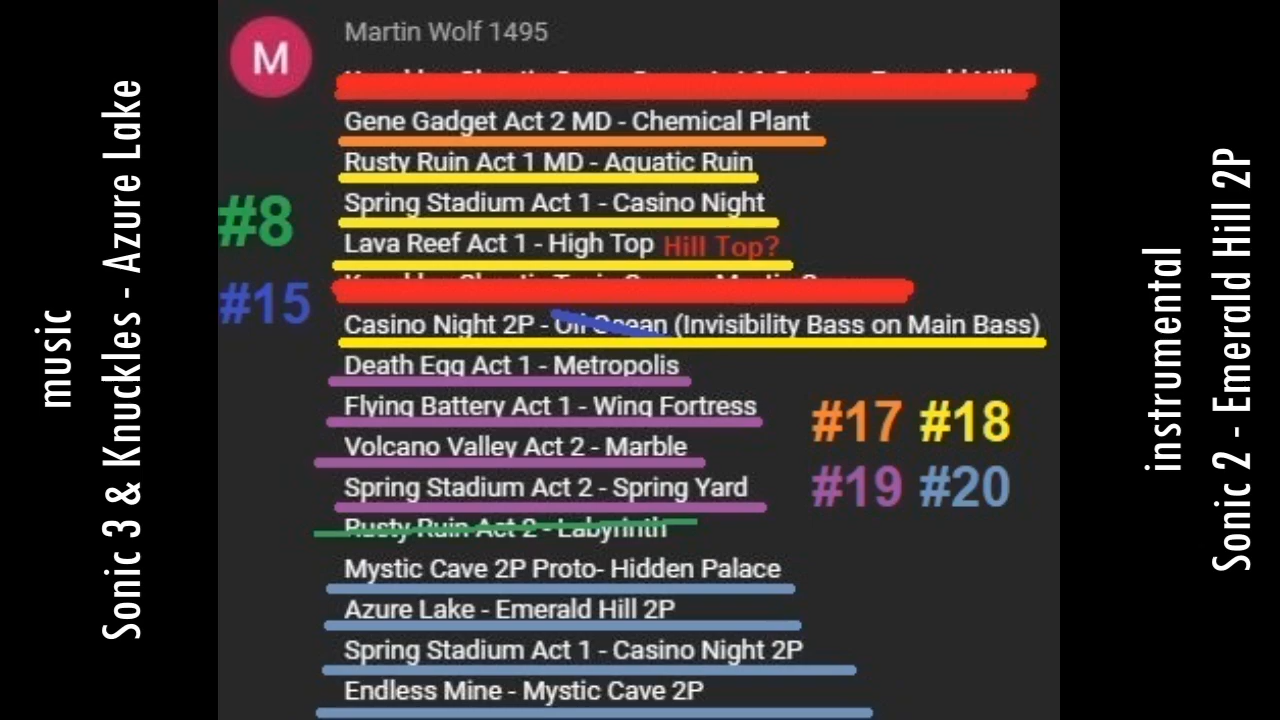 music
Sonic 3 & Knuckles - Azure Lake
M
Martin Wolf 1495
Gene Gadget Act 2 MD - Chemical Plant
Rusty Ruin Act 1 MD - Aquatic Ruin
Spring Stadium Act 1 - Casino Night
#8
Lava Reef Act 1 - High Top Hill Top?
#15
Casino Night 2P - Oil Ocean (Invisibility Bass on Main Bass)
Death Egg Act 1 - Metropolis
Flying Battery Act 1 - Wing Fortress
#17 #18
Volcano Valley Act 2 - Marble
Spring Stadium Act 2 - Spring Yard
#19 #20
Rusty Ruin Act 2 - Labyrinth
Mystic Cave 2P Proto- Hidden Palace
Azure Lake - Emerald Hill 2P
Spring Stadium Act 1 - Casino Night 2P
Endless Mine - Mystic Cave 2P
instrumental
Sonic 2 - Emerald Hill 2P